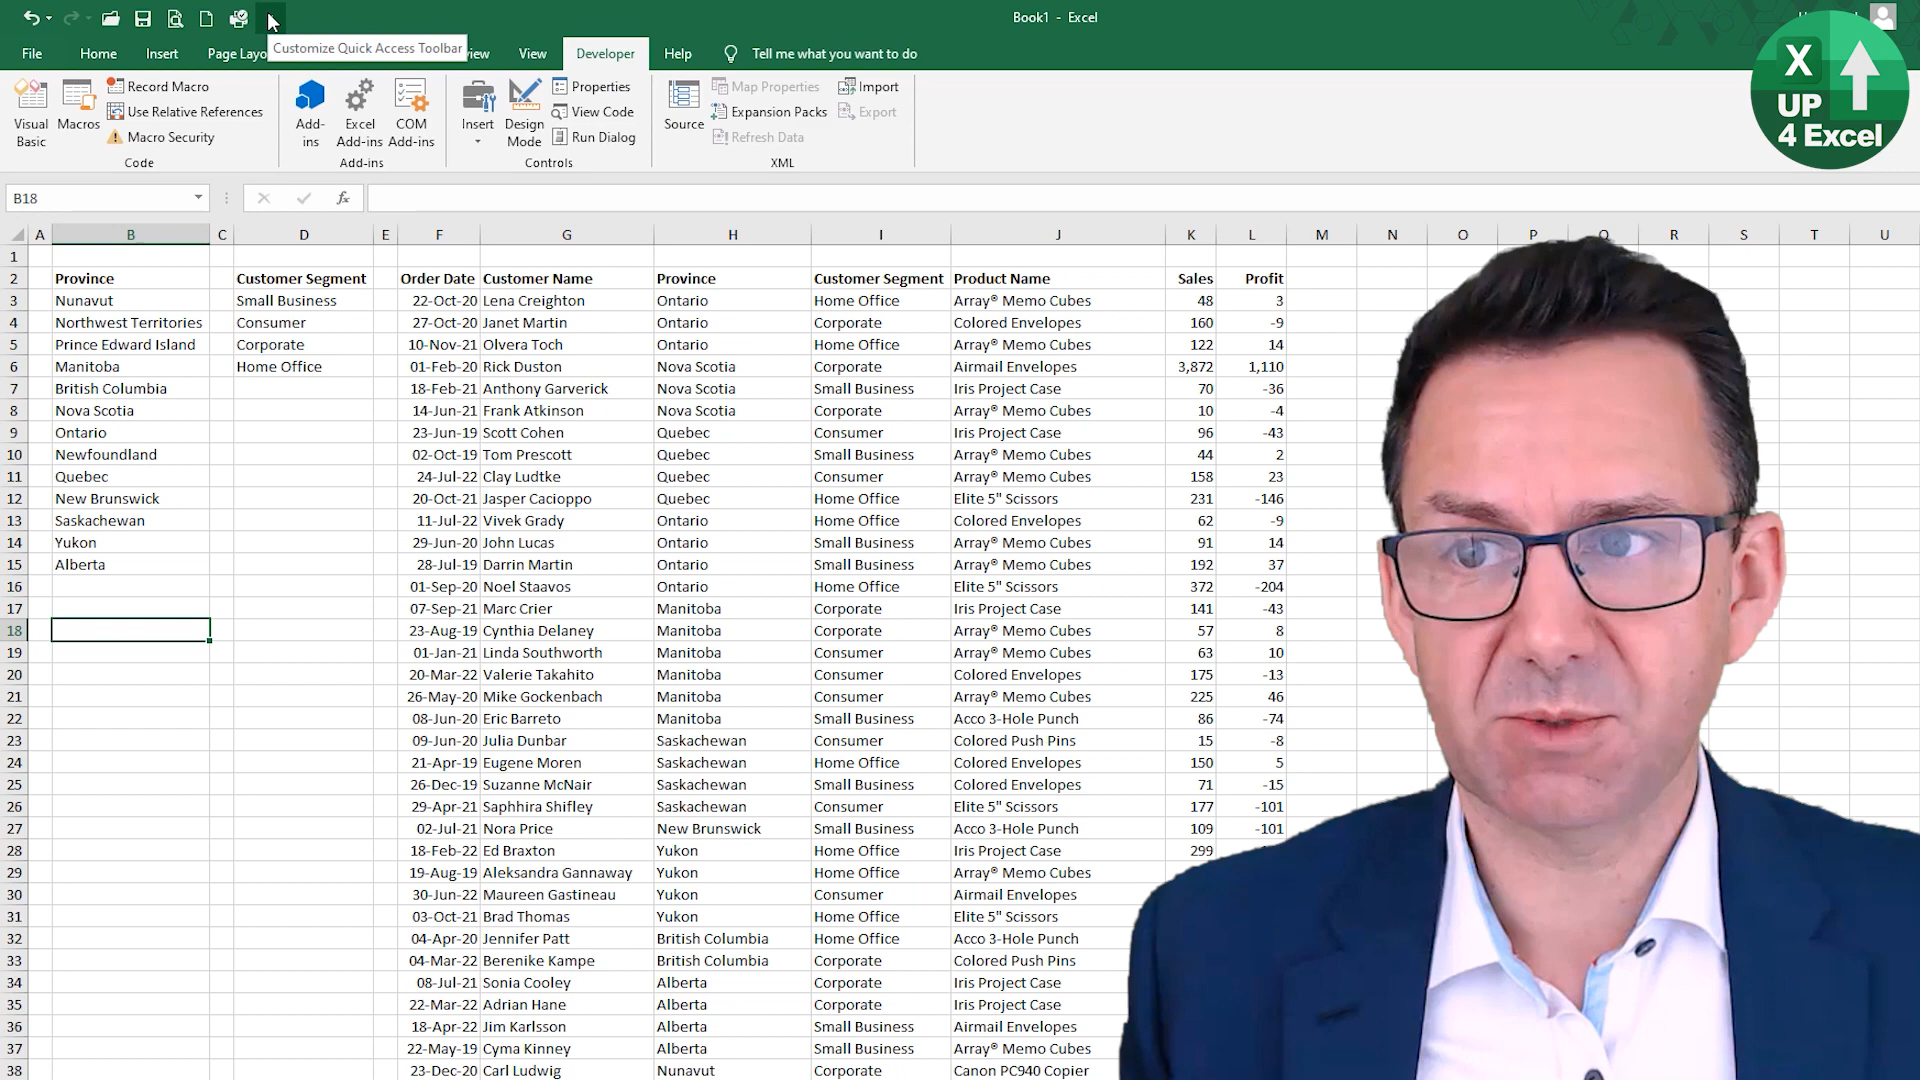 Book1 - Excel
File Home Insert Page Layo view View Developer Help Tell me what you want to do
Customize Quick Access Toolbar
X
UP
4 Excel
Visual Basic
Macros
Record Macro
Use Relative References
Macro Security
Code
Add-ins
Excel Add-ins
COM Add-ins
Add-ins
Insert
Design Mode
Properties
View Code
Run Dialog
Controls
Source
Map Properties
Expansion Packs
Refresh Data
Import
Export
XML
B18 fx
A B C D E F G H I J K L M N O P Q R S T U
1
2 Province Customer Segment Order Date Customer Name Province Customer Segment Product Name Sales Profit
3 Nunavut Small Business 22-Oct-20 Lena Creighton Ontario Home Office Array® Memo Cubes 48 3
4 Northwest Territories Consumer 27-Oct-20 Janet Martin Ontario Corporate Colored Envelopes 160 -9
5 Prince Edward Island Corporate 10-Nov-21 Olvera Toch Ontario Home Office Array® Memo Cubes 122 14
6 Manitoba Home Office 01-Feb-20 Rick Duston Nova Scotia Corporate Airmail Envelopes 3,872 1,110
7 British Columbia 18-Feb-21 Anthony Garverick Nova Scotia Small Business Iris Project Case 70 -36
8 Nova Scotia 14-Jun-21 Frank Atkinson Nova Scotia Corporate Array® Memo Cubes 10 -4
9 Ontario 23-Jun-19 Scott Cohen Quebec Consumer Iris Project Case 96 -43
10 Newfoundland 02-Oct-19 Tom Prescott Quebec Small Business Array® Memo Cubes 44 2
11 Quebec 24-Jul-22 Clay Ludtke Quebec Consumer Array® Memo Cubes 158 23
12 New Brunswick 20-Oct-21 Jasper Cacioppo Quebec Home Office Elite 5" Scissors 231 -146
13 Saskachewan 11-Jul-22 Vivek Grady Ontario Home Office Colored Envelopes 62 -9
14 Yukon 29-Jun-20 John Lucas Ontario Small Business Array® Memo Cubes 91 14
15 Alberta 28-Jul-19 Darrin Martin Ontario Small Business Array® Memo Cubes 192 37
16 01-Sep-20 Noel Staavos Ontario Home Office Elite 5" Scissors 372 -204
17 07-Sep-21 Marc Crier Manitoba Corporate Iris Project Case 141 -43
18 23-Aug-19 Cynthia Delaney Manitoba Corporate Array® Memo Cubes 57 8
19 01-Jan-21 Linda Southworth Manitoba Consumer Array® Memo Cubes 63 10
20 20-Mar-22 Valerie Takahito Manitoba Consumer Colored Envelopes 175 -13
21 26-May-20 Mike Gockenbach Manitoba Consumer Array® Memo Cubes 225 46
22 08-Jun-20 Eric Barreto Manitoba Small Business Acco 3-Hole Punch 86 -74
23 09-Jun-20 Julia Dunbar Saskachewan Consumer Colored Push Pins 15 -8
24 21-Apr-19 Eugene Moren Saskachewan Home Office Colored Envelopes 150 5
25 26-Dec-19 Suzanne McNair Saskachewan Small Business Colored Envelopes 71 -15
26 29-Apr-21 Saphhira Shifley Saskachewan Consumer Elite 5" Scissors 177 -101
27 02-Jul-21 Nora Price New Brunswick Small Business Acco 3-Hole Punch 109 -101
28 18-Feb-22 Ed Braxton Yukon Home Office Iris Project Case 299
29 19-Aug-19 Aleksandra Gannaway Yukon Home Office Array® Memo Cubes
30 30-Jun-22 Maureen Gastineau Yukon Consumer Airmail Envelopes
31 03-Oct-21 Brad Thomas Yukon Home Office Elite 5" Scissors
32 04-Apr-20 Jennifer Patt British Columbia Home Office Acco 3-Hole Punch
33 04-Mar-22 Berenike Kampe British Columbia Corporate Colored Push Pins
34 08-Jul-21 Sonia Cooley Alberta Corporate Iris Project Case
35 22-Mar-22 Adrian Hane Alberta Corporate Iris Project Case
36 18-Apr-22 Jim Karlsson Alberta Small Business Airmail Envelopes
37 22-May-19 Cyma Kinney Alberta Small Business Array® Memo Cubes
38 23-Dec-20 Carl Ludwig Nunavut Corporate Canon PC940 Copier